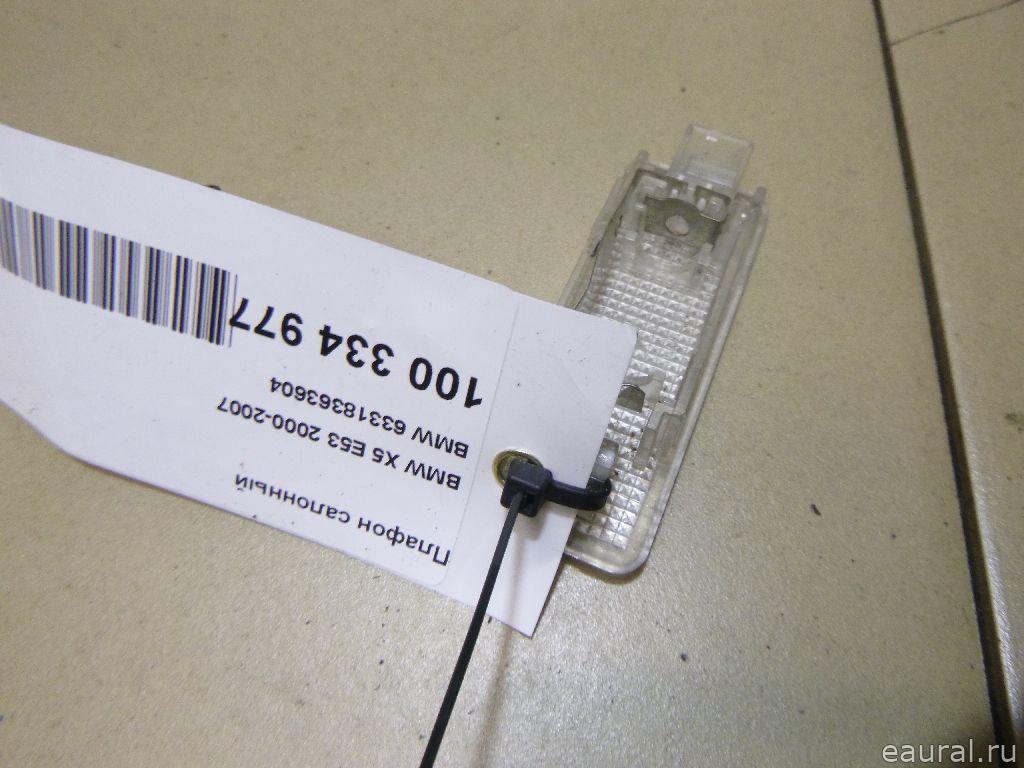 Плафон салонный
BMW X5 E53 2000-2007
BMW 63318363604
100 334 977
eaural.ru